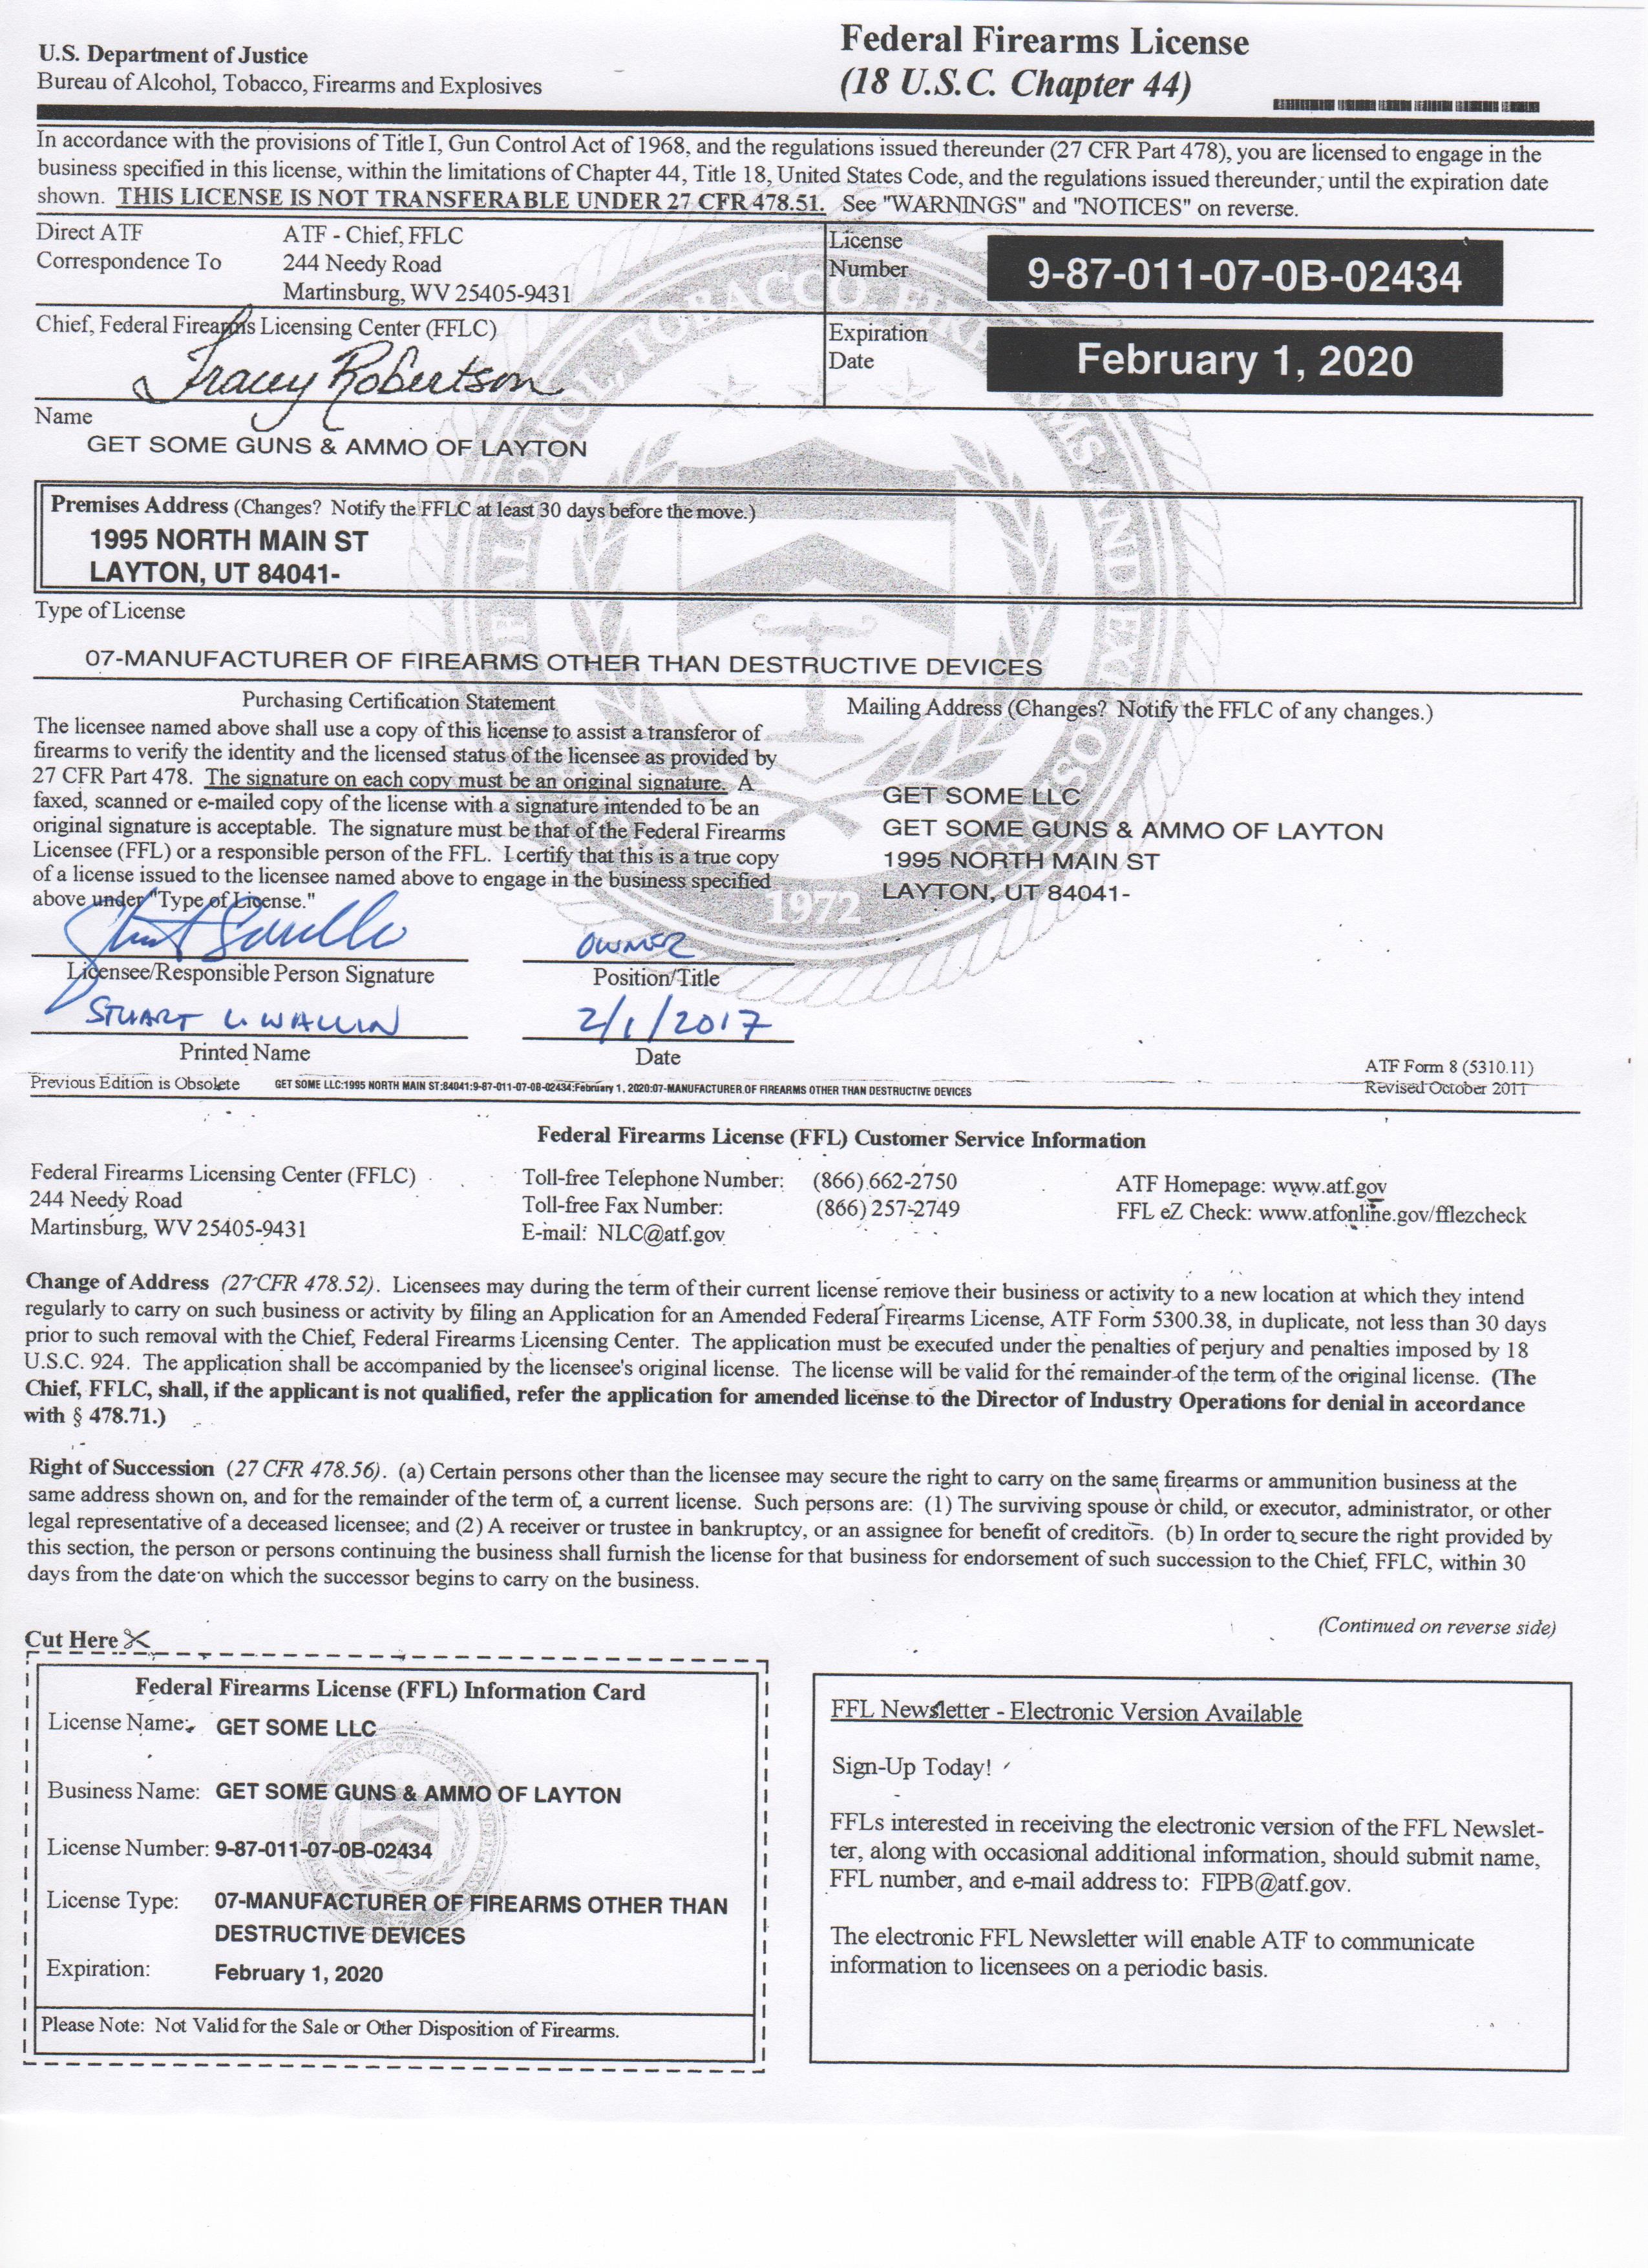 U.S. Department of Justice
Bureau of Alcohol, Tobacco, Firearms and Explosives
Federal Firearms License
(18 U.S.C. Chapter 44)
In accordance with the provisions of Title I, Gun Control Act of 1968, and the regulations issued thereunder (27 CFR Part 478), you are licensed to engage in the
business specified in this license, within the limitations of Chapter 44, Title 18, United States Code, and the regulations issued thereunder, until the expiration date
shown. THIS LICENSE IS NOT TRANSFERABLE UNDER 27 CFR 478.51. See "WARNINGS" and "NOTICES" on reverse.
Direct ATF
Correspondence To
ATF - Chief, FFLC
244 Needy Road
Martinsburg, WV 25405-9431
License
Number
9-87-011-07-0B-02434
Chief, Federal Firearms Licensing Center (FFLC)
Tracey Robertson
Expiration
Date
February 1, 2020
Name
GET SOME GUNS & AMMO OF LAYTON
Premises Address (Changes? Notify the FFLC at least 30 days before the move.)
1995 NORTH MAIN ST
LAYTON, UT 84041-
Type of License
07-MANUFACTURER OF FIREARMS OTHER THAN DESTRUCTIVE DEVICES
Purchasing Certification Statement
The licensee named above shall use a copy of this license to assist a transferor of
firearms to verify the identity and the licensed status of the licensee as provided by
27 CFR Part 478. The signature on each copy must be an original signature. A
faxed, scanned or e-mailed copy of the license with a signature intended to be an
original signature is acceptable. The signature must be that of the Federal Firearms
Licensee (FFL) or a responsible person of the FFL. I certify that this is a true copy
of a license issued to the licensee named above to engage in the business specified
above under "Type of License."
Mailing Address (Changes? Notify the FFLC of any changes.)
GET SOME LLC
GET SOME GUNS & AMMO OF LAYTON
1995 NORTH MAIN ST
LAYTON, UT 84041-
1972
OWNER
Licensee/Responsible Person Signature
Position/Title
STUART L. WALLIN
2/1/2017
Printed Name
Date
ATF Form 8 (5310.11)
Revised October 2011
Previous Edition is Obsolete
GET SOME LLC:1995 NORTH MAIN ST:84041:9-87-011-07-0B-02434:February 1, 2020:07-MANUFACTURER OF FIREARMS OTHER THAN DESTRUCTIVE DEVICES
Federal Firearms License (FFL) Customer Service Information
Federal Firearms Licensing Center (FFLC)
244 Needy Road
Martinsburg, WV 25405-9431
Toll-free Telephone Number: (866) 662-2750
Toll-free Fax Number: (866) 257-2749
E-mail: NLC@atf.gov
ATF Homepage: www.atf.gov
FFL eZ Check: www.atfonline.gov/fflezcheck
Change of Address (27 CFR 478.52). Licensees may during the term of their current license remove their business or activity to a new location at which they intend
regularly to carry on such business or activity by filing an Application for an Amended Federal Firearms License, ATF Form 5300.38, in duplicate, not less than 30 days
prior to such removal with the Chief, Federal Firearms Licensing Center. The application must be executed under the penalties of perjury and penalties imposed by 18
U.S.C. 924. The application shall be accompanied by the licensee's original license. The license will be valid for the remainder of the term of the original license. (The
Chief, FFLC, shall, if the applicant is not qualified, refer the application for amended license to the Director of Industry Operations for denial in accordance
with § 478.71.)
Right of Succession (27 CFR 478.56). (a) Certain persons other than the licensee may secure the right to carry on the same firearms or ammunition business at the
same address shown on, and for the remainder of the term of, a current license. Such persons are: (1) The surviving spouse or child, or executor, administrator, or other
legal representative of a deceased licensee; and (2) A receiver or trustee in bankruptcy, or an assignee for benefit of creditors. (b) In order to secure the right provided by
this section, the person or persons continuing the business shall furnish the license for that business for endorsement of such succession to the Chief, FFLC, within 30
days from the date on which the successor begins to carry on the business.
(Continued on reverse side)
Cut Here
Federal Firearms License (FFL) Information Card
License Name: GET SOME LLC
Business Name: GET SOME GUNS & AMMO OF LAYTON
License Number: 9-87-011-07-0B-02434
License Type: 07-MANUFACTURER OF FIREARMS OTHER THAN
DESTRUCTIVE DEVICES
Expiration: February 1, 2020
Please Note: Not Valid for the Sale or Other Disposition of Firearms.
FFL Newsletter - Electronic Version Available
Sign-Up Today!
FFLs interested in receiving the electronic version of the FFL Newslet-
ter, along with occasional additional information, should submit name,
FFL number, and e-mail address to: FIPB@atf.gov.
The electronic FFL Newsletter will enable ATF to communicate
information to licensees on a periodic basis.